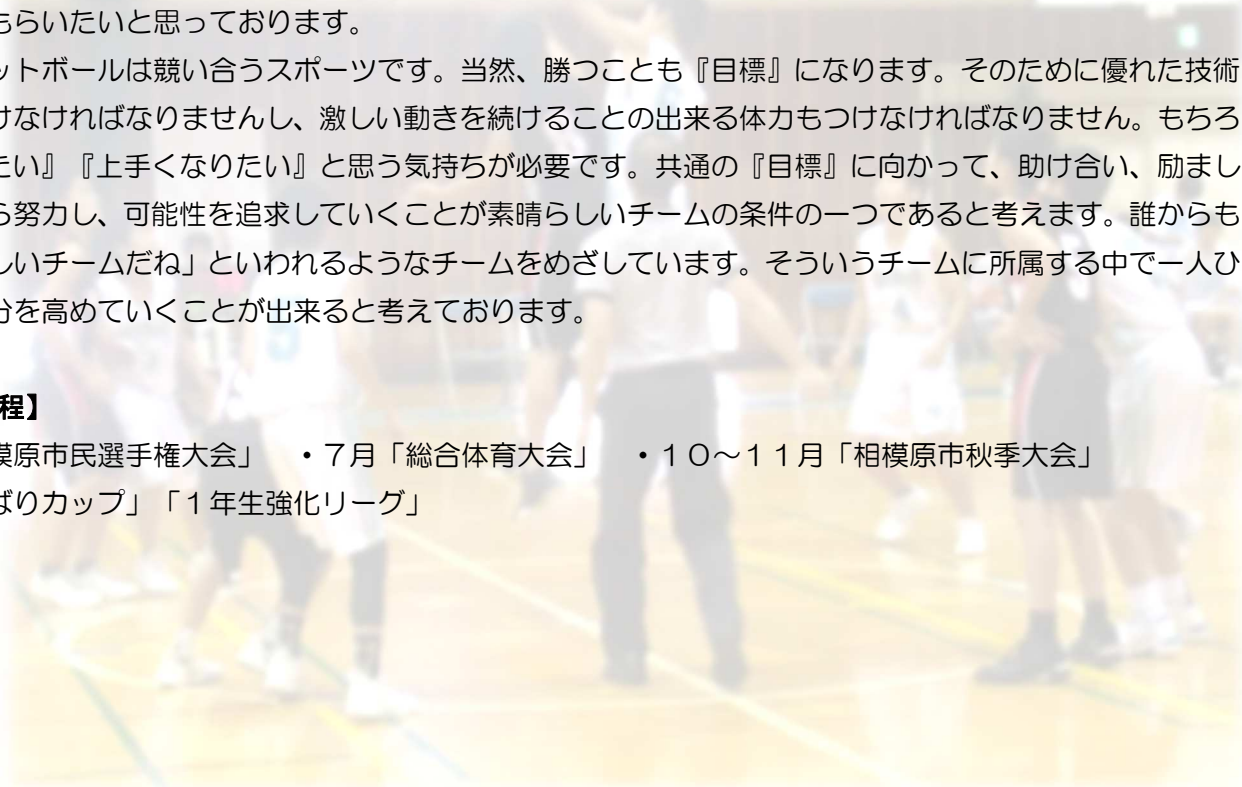 もらいたいと思っております。
ットボールは競い合うスポーツです。当然、勝つことも『目標』になります。そのために優れた技術
けなければなりませんし、激しい動きを続けることの出来る体力もつけなければなりません。もちろ
たい』『上手くなりたい』と思う気持ちが必要です。共通の『目標』に向かって、助け合い、励まし
ら努力し、可能性を追求していくことが素晴らしいチームの条件の一つであると考えます。誰からも
しいチームだね」といわれるようなチームをめざしています。そういうチームに所属する中で一人ひ
分を高めていくことが出来ると考えております。
程】
模原市民選手権大会」　・７月「総合体育大会」　・１０～１１月「相模原市秋季大会」
ばりカップ」「１年生強化リーグ」